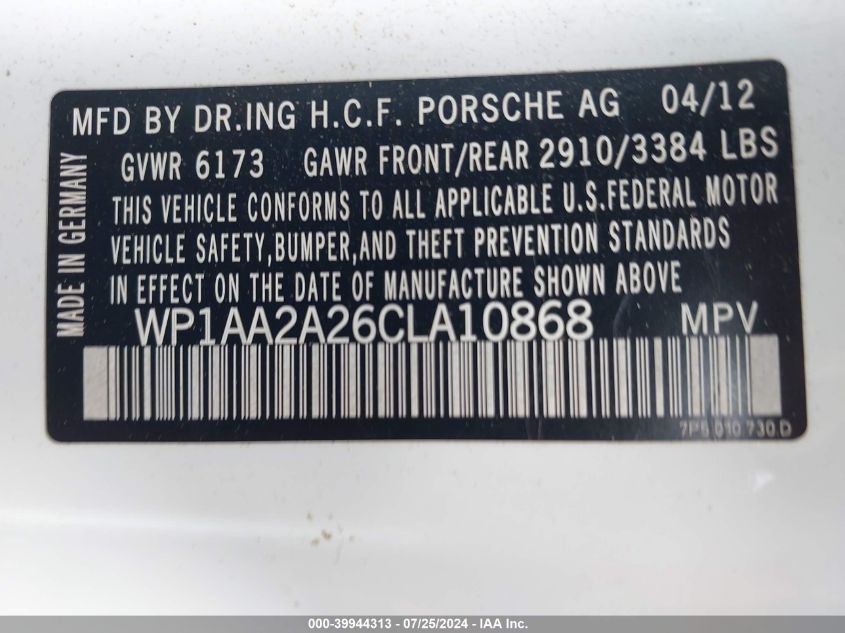 MFD BY DR.ING H.C.F. PORSCHE AG 04/12
GVWR 6173 GAWR FRONT/REAR 2910/3384 LBS
THIS VEHICLE CONFORMS TO ALL APPLICABLE U.S.FEDERAL MOTOR
VEHICLE SAFETY,BUMPER,AND THEFT PREVENTION STANDARDS
IN EFFECT ON THE DATE OF MANUFACTURE SHOWN ABOVE
WP1AA2A26CLA10868 MPV
MADE IN GERMANY
7P5 010 730 D
000-39944313 - 07/25/2024 - IAA Inc.